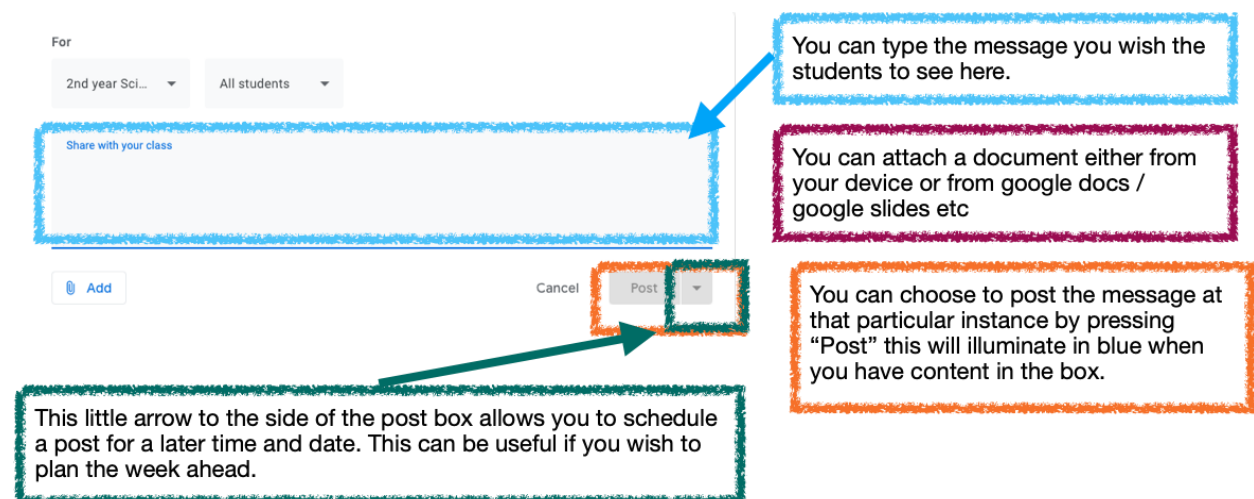 For
2nd year Sci...
All students
Share with your class
Add
Cancel
Post
You can type the message you wish the
students to see here.
You can attach a document either from
your device or from google docs /
google slides etc
You can choose to post the message at
that particular instance by pressing
“Post” this will illuminate in blue when
you have content in the box.
This little arrow to the side of the post box allows you to schedule
a post for a later time and date. This can be useful if you wish to
plan the week ahead.